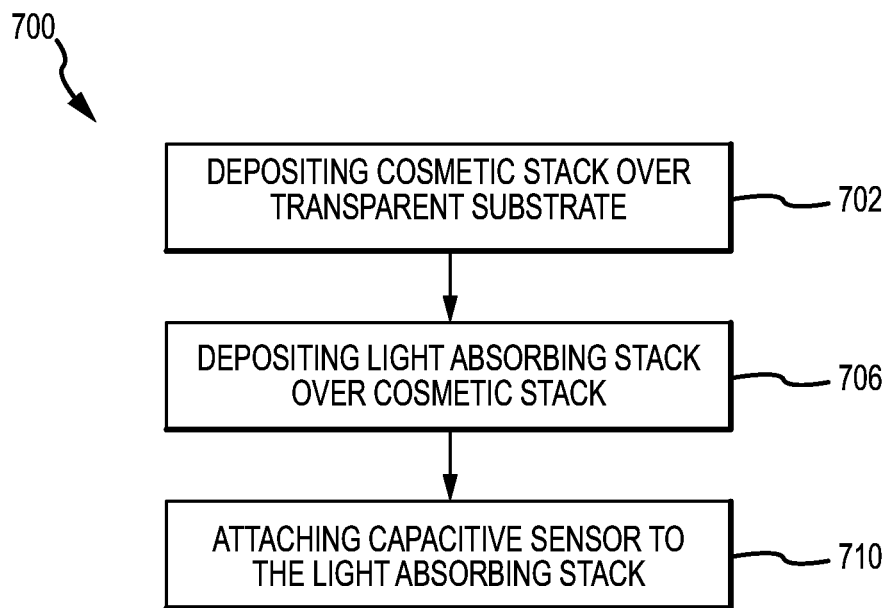 700
DEPOSITING COSMETIC STACK OVER
TRANSPARENT SUBSTRATE
702
DEPOSITING LIGHT ABSORBING STACK
OVER COSMETIC STACK
706
ATTACHING CAPACITIVE SENSOR TO
THE LIGHT ABSORBING STACK
710